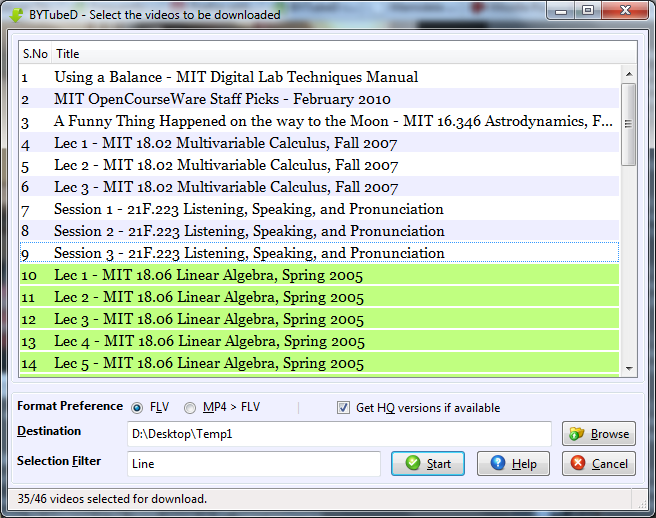 BYTubeD - Select the videos to be downloaded
S.No Title
1 Using a Balance - MIT Digital Lab Techniques Manual
2 MIT OpenCourseWare Staff Picks - February 2010
3 A Funny Thing Happened on the way to the Moon - MIT 16.346 Astrodynamics, F...
4 Lec 1 - MIT 18.02 Multivariable Calculus, Fall 2007
5 Lec 2 - MIT 18.02 Multivariable Calculus, Fall 2007
6 Lec 3 - MIT 18.02 Multivariable Calculus, Fall 2007
7 Session 1 - 21F.223 Listening, Speaking, and Pronunciation
8 Session 2 - 21F.223 Listening, Speaking, and Pronunciation
9 Session 3 - 21F.223 Listening, Speaking, and Pronunciation
10 Lec 1 - MIT 18.06 Linear Algebra, Spring 2005
11 Lec 2 - MIT 18.06 Linear Algebra, Spring 2005
12 Lec 3 - MIT 18.06 Linear Algebra, Spring 2005
13 Lec 4 - MIT 18.06 Linear Algebra, Spring 2005
14 Lec 5 - MIT 18.06 Linear Algebra, Spring 2005
Format Preference FLV MP4 > FLV Get HQ versions if available
Destination D:\Desktop\Temp1 Browse
Selection Filter Line Start Help Cancel
35/46 videos selected for download.